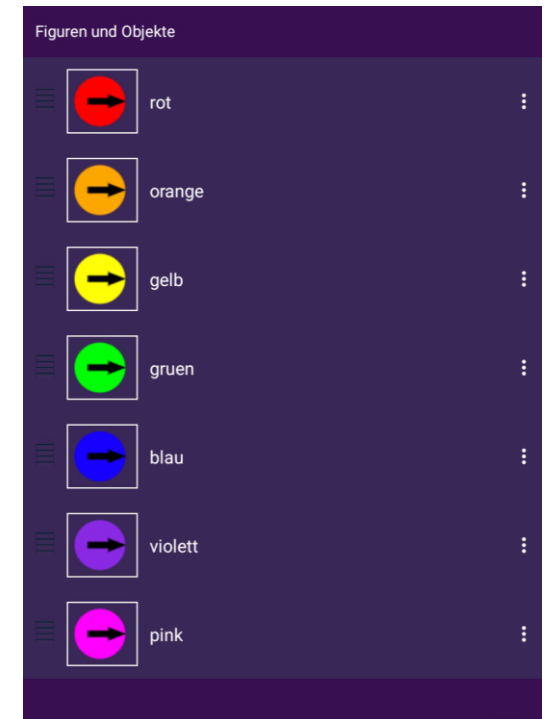 Figuren und Objekte
rot
orange
gelb
gruen
blau
violett
pink